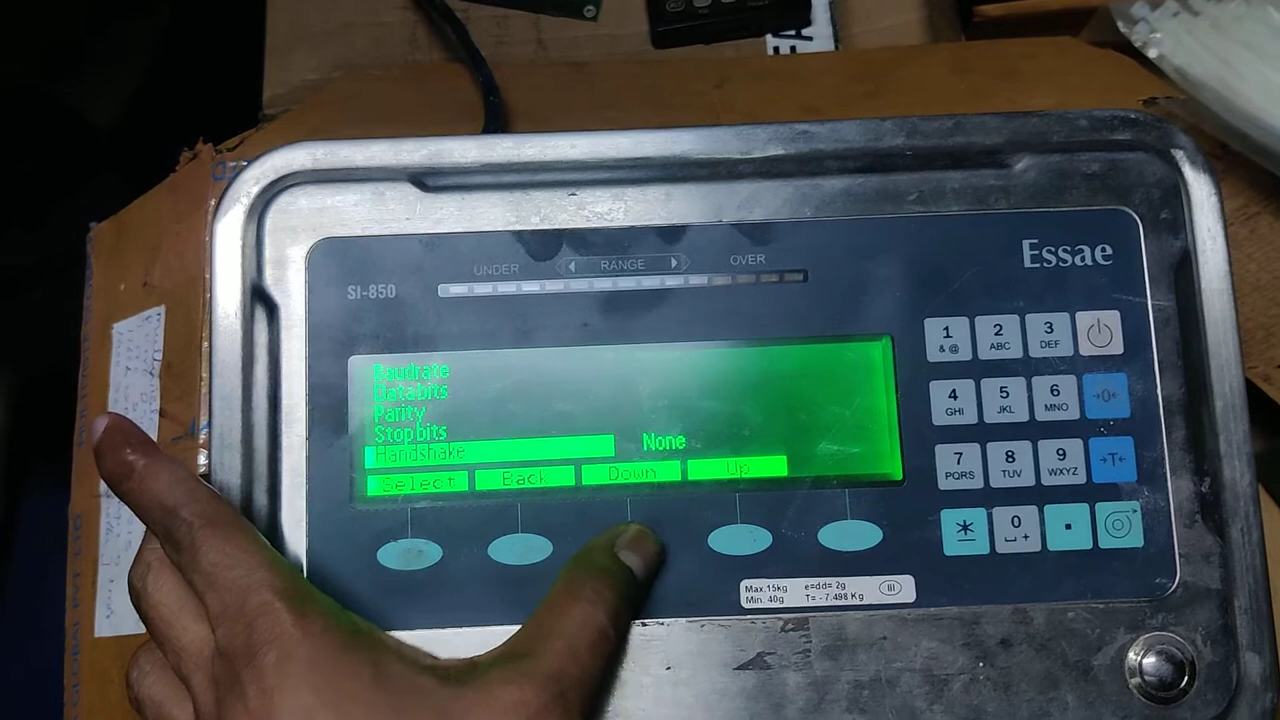 Essae
UNDER
RANGE
OVER
SI-850
Baudrate
Databits
Parity
Stopbits
Handshake None
Select Back Down Up
1 2 3
& @ ABC DEF
4 5 6
GHI JKL MNO
→0←
7 8 9
PQRS TUV WXYZ
→T←
* 0 .
Max.15kg e=dd= 2g
Min. 40g T= - 7.498 Kg
III